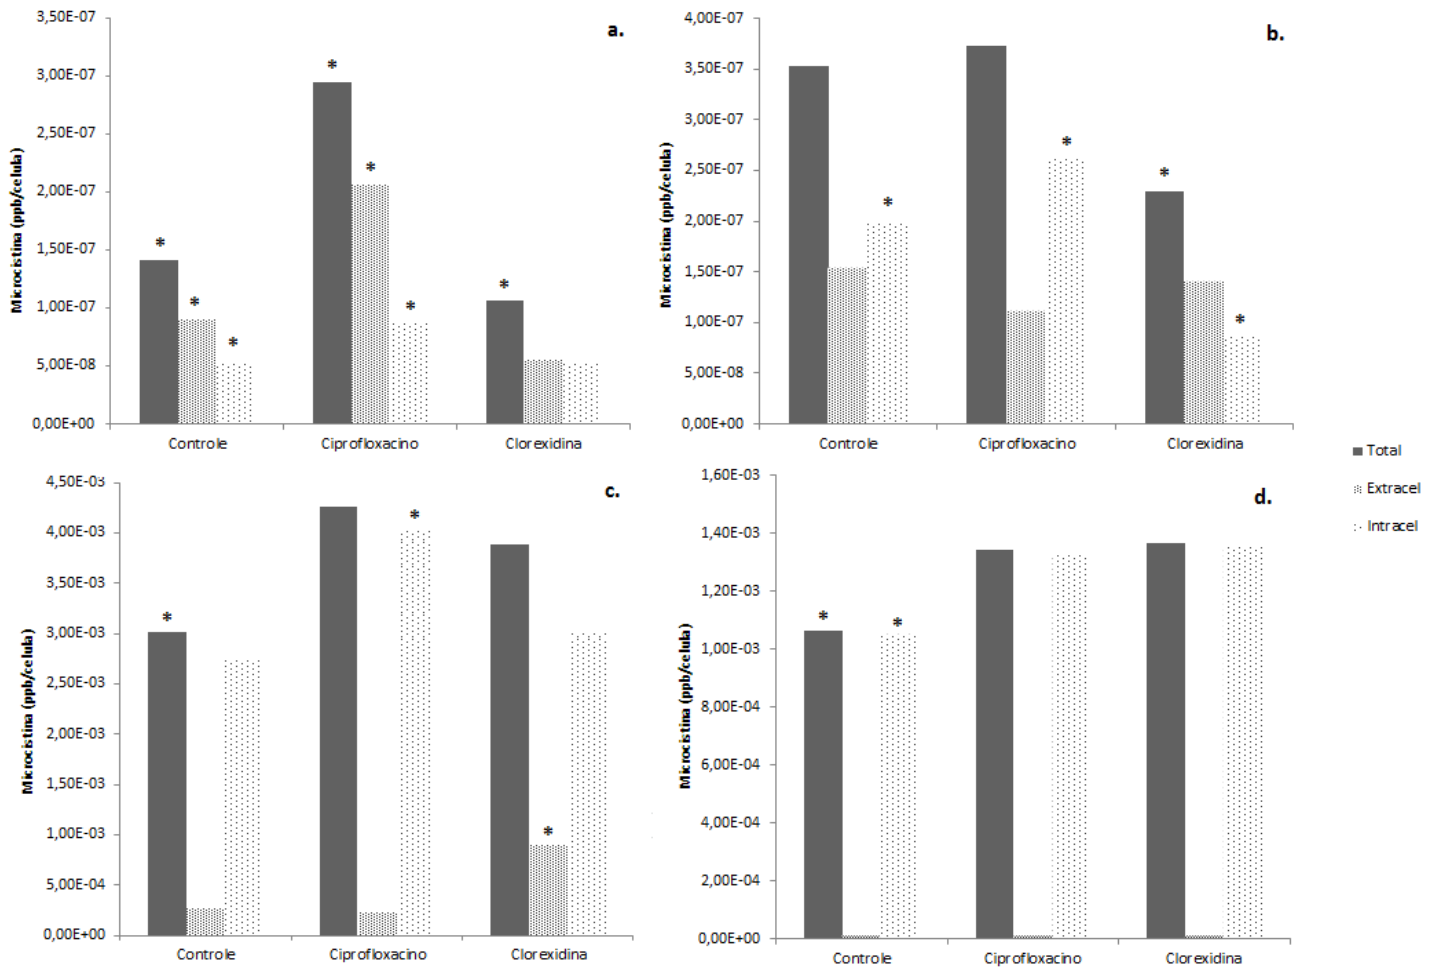 a.
Microcistina (ppb/celula)
3,50E-07
3,00E-07
2,50E-07
2,00E-07
1,50E-07
1,00E-07
5,00E-08
0,00E+00
* * * * * * *
Controle Ciprofloxacino Clorexidina
b.
Microcistina (ppb/celula)
4,00E-07
3,50E-07
3,00E-07
2,50E-07
2,00E-07
1,50E-07
1,00E-07
5,00E-08
0,00E+00
* * * *
Controle Ciprofloxacino Clorexidina
Total
Extracel
Intracel
c.
Microcistina (ppb/celula)
4,50E-03
4,00E-03
3,50E-03
3,00E-03
2,50E-03
2,00E-03
1,50E-03
1,00E-03
5,00E-04
0,00E+00
* * *
Controle Ciprofloxacino Clorexidina
d.
Microcistina (ppb/celula)
1,60E-03
1,40E-03
1,20E-03
1,00E-03
8,00E-04
6,00E-04
4,00E-04
2,00E-04
0,00E+00
* *
Controle Ciprofloxacino Clorexidina